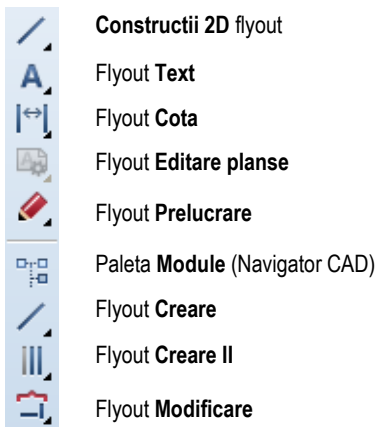 Constructii 2D flyout
Flyout Text
Flyout Cota
Flyout Editare planse
Flyout Prelucrare
Paleta Module (Navigator CAD)
Flyout Creare
Flyout Creare II
Flyout Modificare